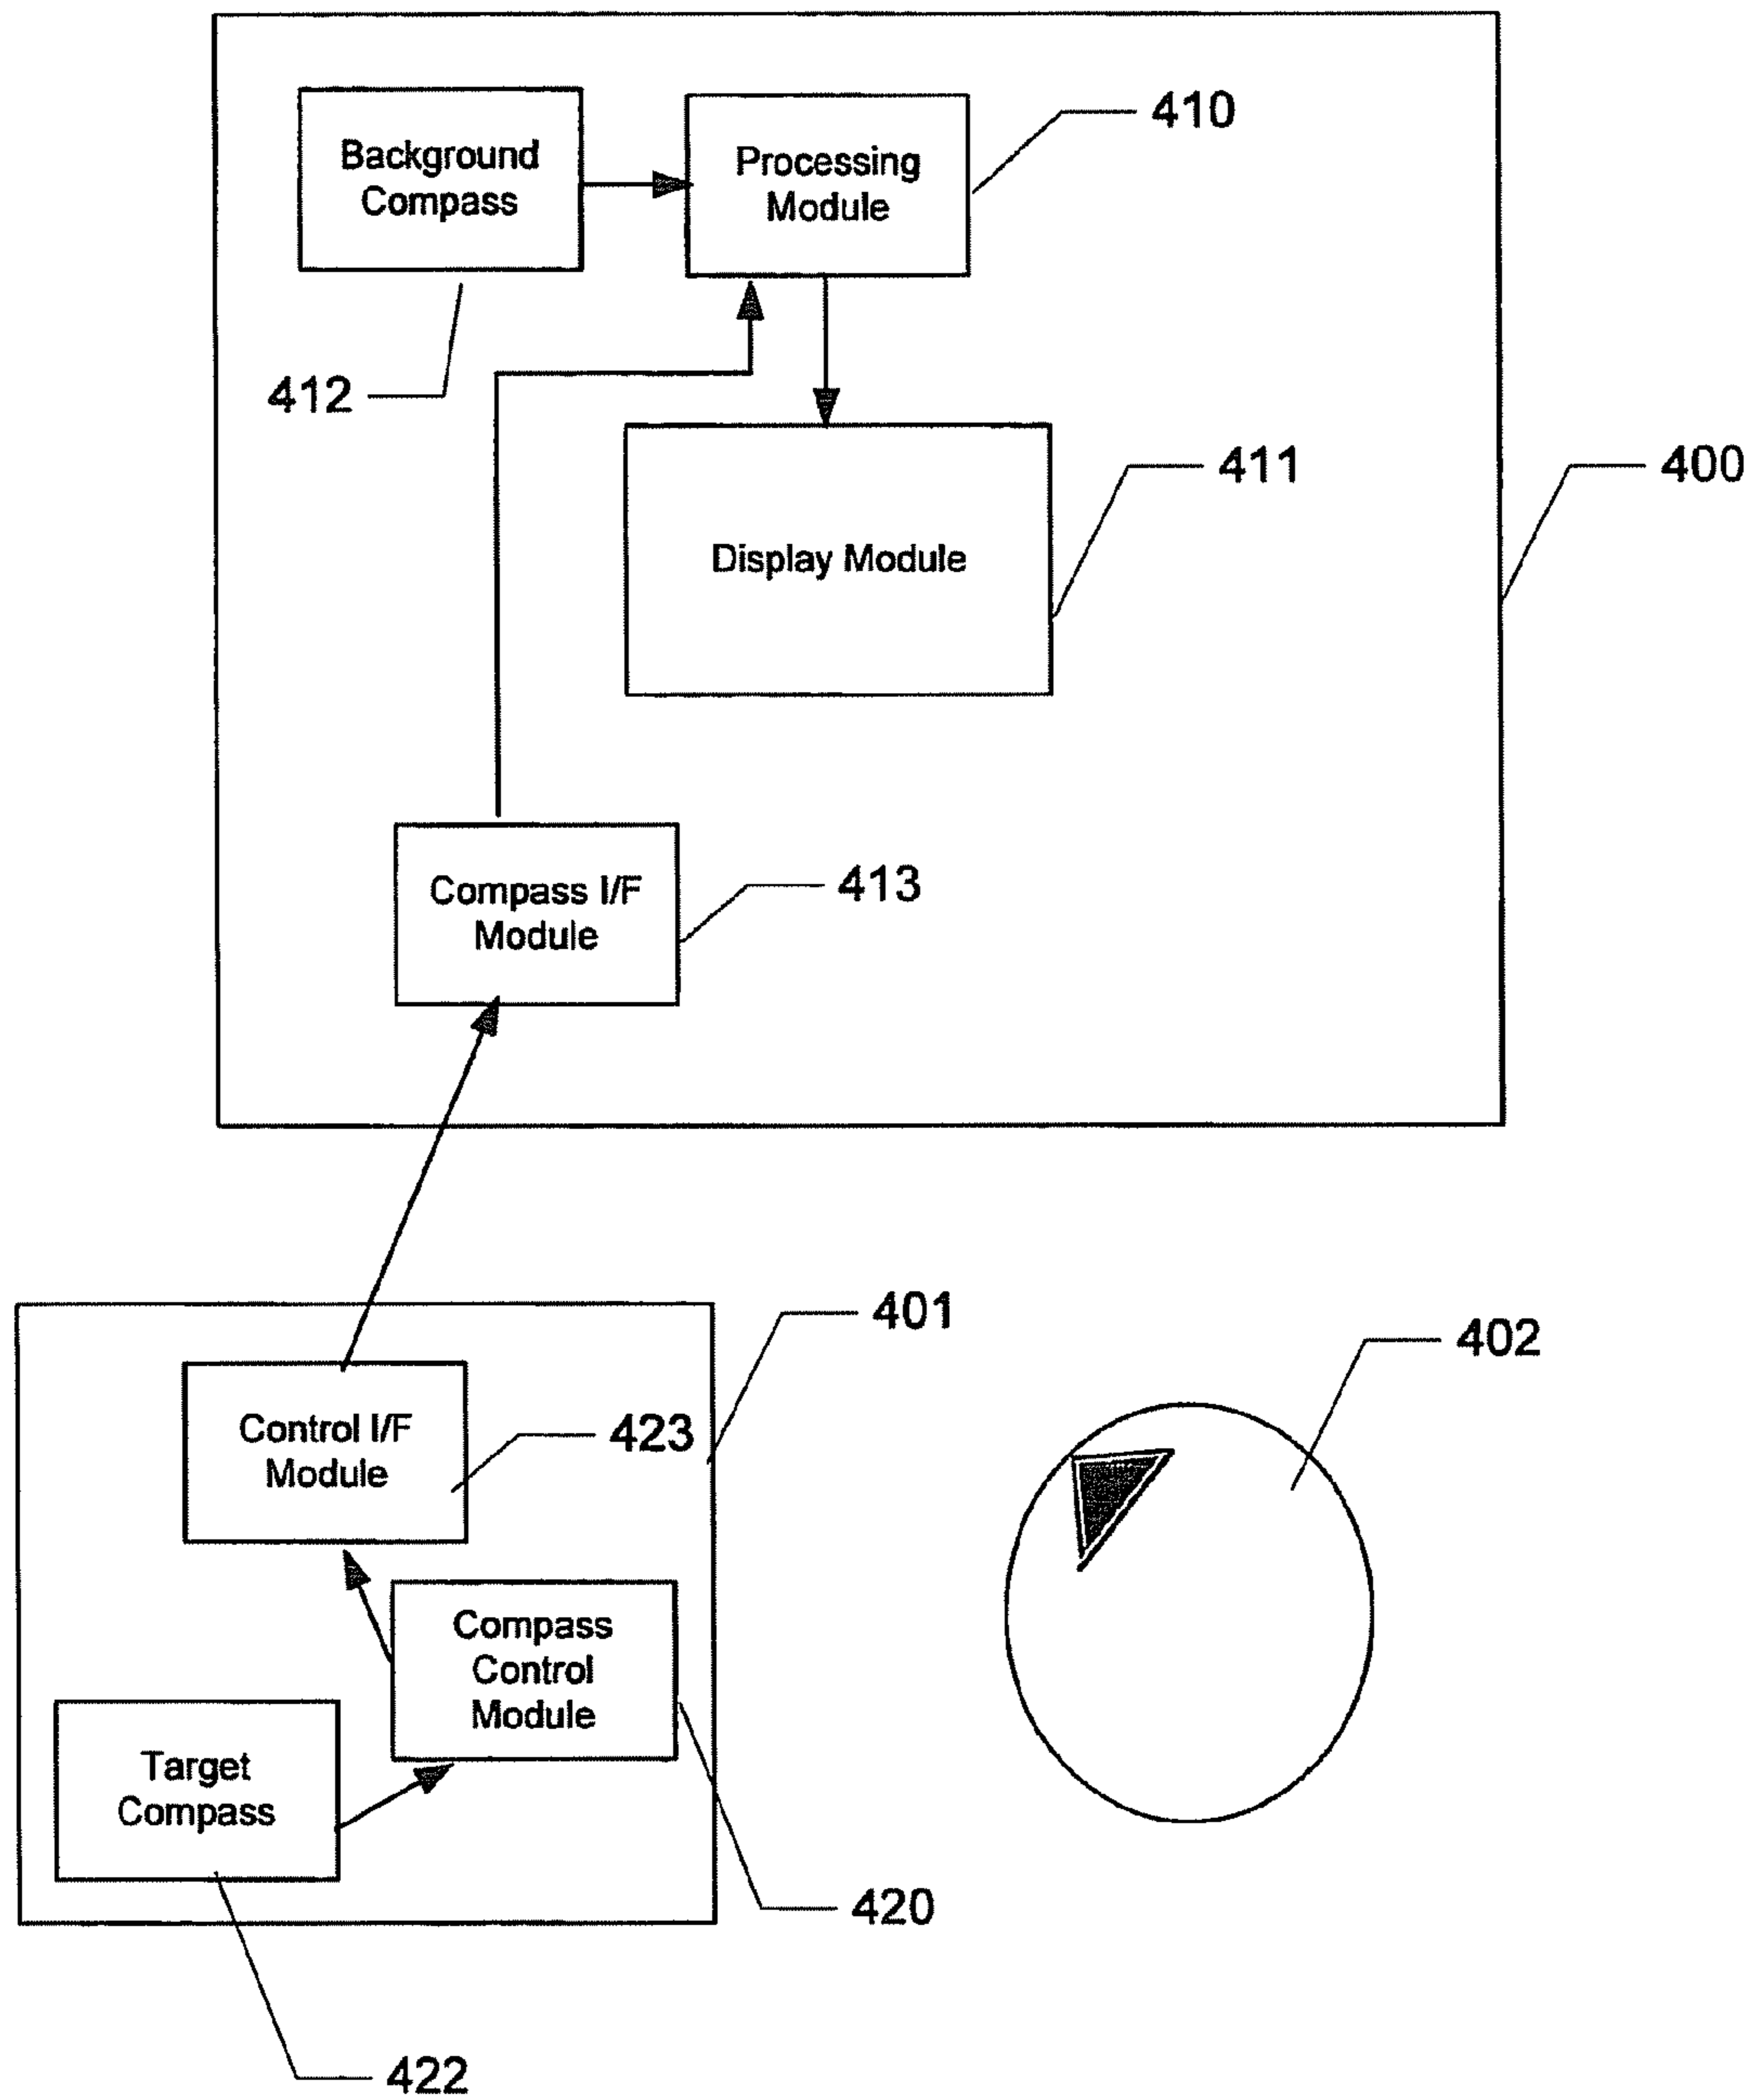 Background
Compass
Processing
Module
410
412
Display Module
411
400
Compass I/F
Module
413
401
402
Control I/F
Module
423
Compass
Control
Module
Target
Compass
420
422